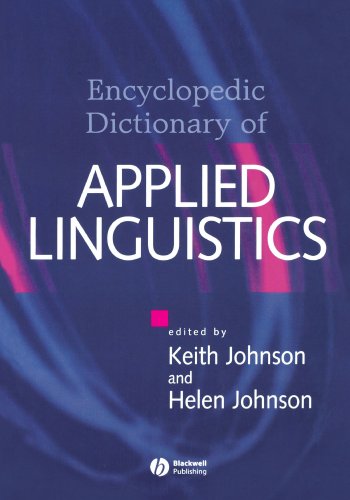 Encyclopedic
Dictionary of
APPLIED
LINGUISTICS
edited by
Keith Johnson
and
Helen Johnson
Blackwell
Publishing